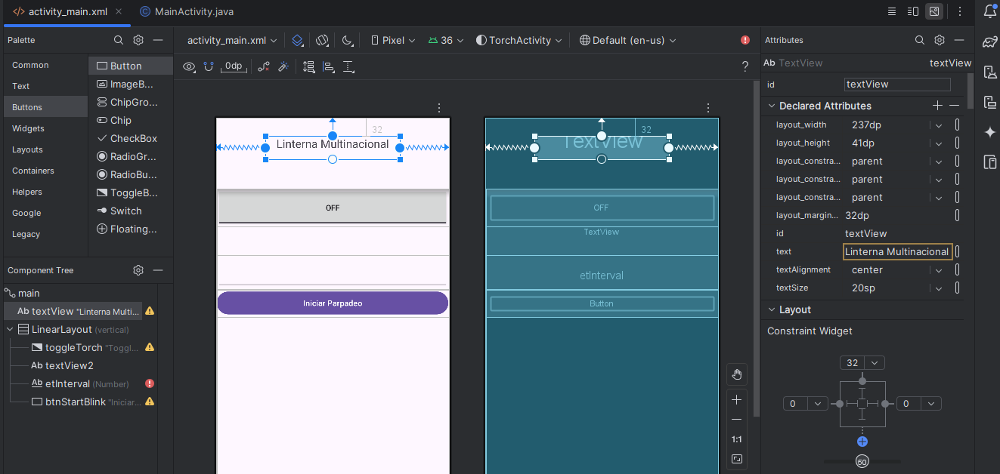 activity_main.xml
MainActivity.java
Palette
activity_main.xml
Pixel
36
TorchActivity
Default (en-us)
Attributes
0dp
?
Common
Text
Buttons
Widgets
Layouts
Containers
Helpers
Google
Legacy
Button
ImageB...
ChipGro...
Chip
CheckBox
RadioGr...
RadioBu...
ToggleB...
Switch
Floating...
Component Tree
main
Ab textView "Linterna Multi...
LinearLayout (vertical)
toggleTorch "Toggl...
Ab textView2
Ab etInterval (Number)
btnStartBlink "Iniciar...
32
Linterna Multinacional
OFF
Iniciar Parpadeo
32
TextView
OFF
TextView
etInterval
Button
1:1
Ab TextView
textView
id
textView
Declared Attributes
layout_width 237dp
layout_height 41dp
layout_constra... parent
layout_constra... parent
layout_constra... parent
layout_margin... 32dp
id textView
text Linterna Multinacional
textAlignment center
textSize 20sp
Layout
Constraint Widget
32
0
0
50